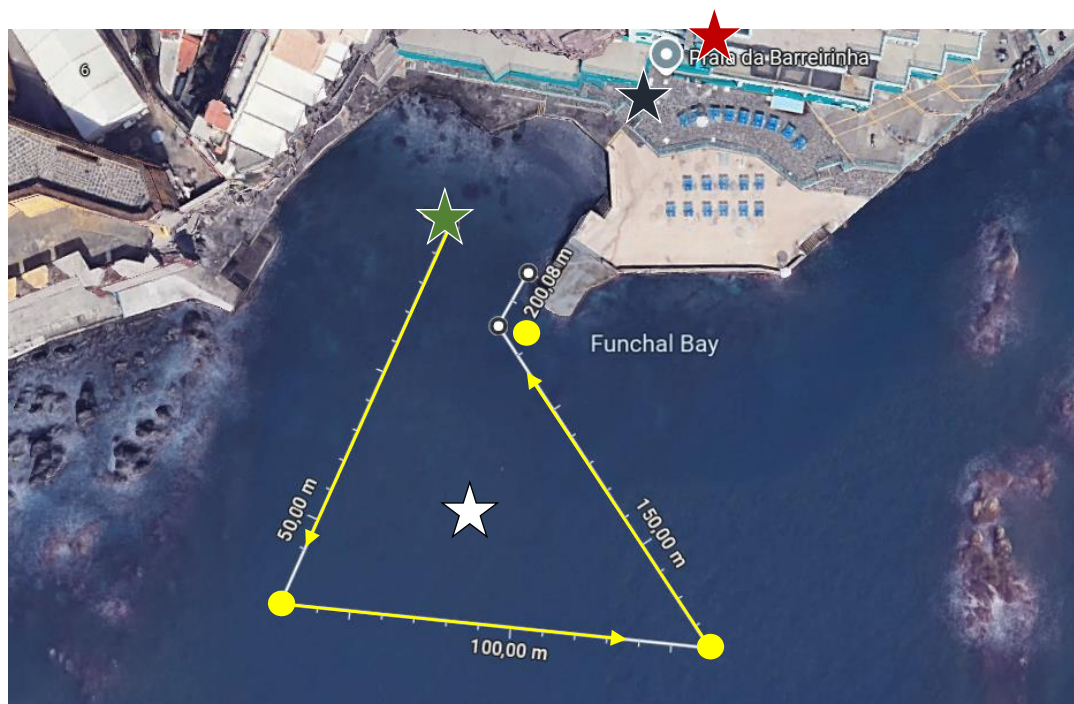 6
Praia da Barreirinha
200,08 m
Funchal Bay
50,00 m
150,00 m
100,00 m